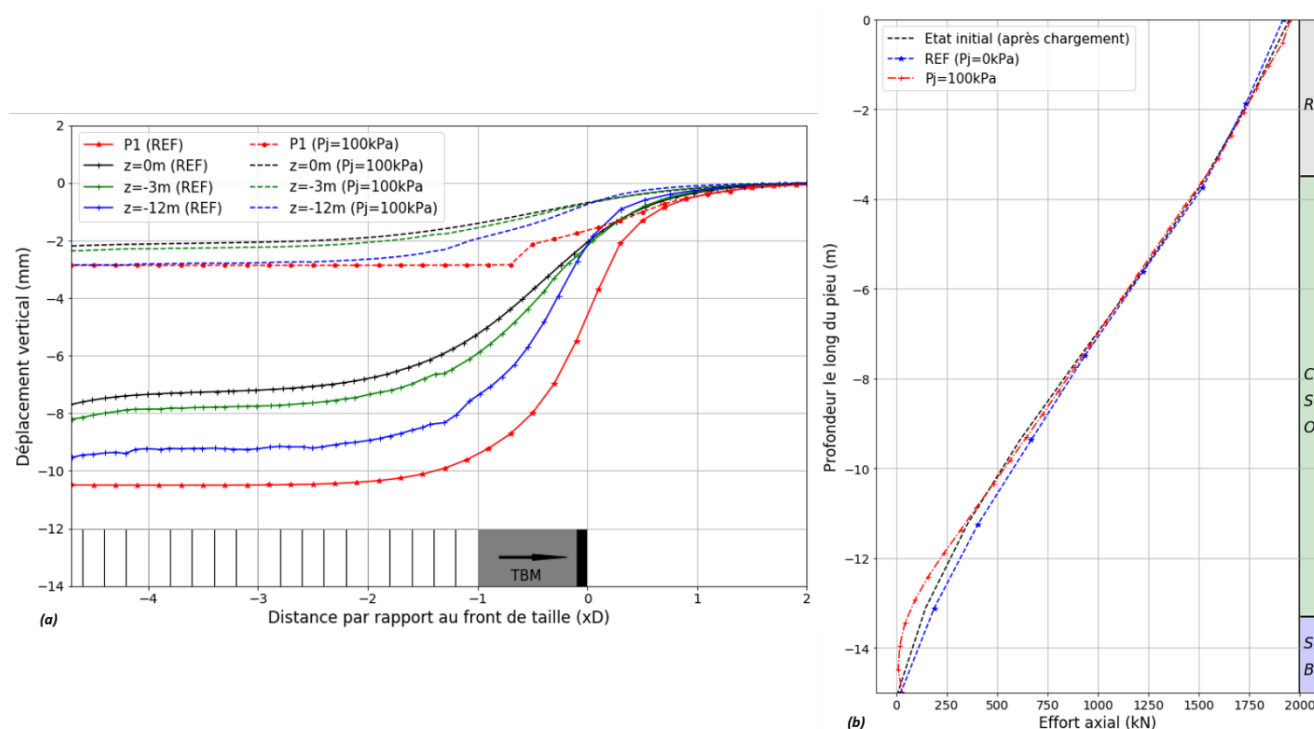 P1 (REF)
z=0m (REF)
z=-3m (REF)
z=-12m (REF)
P1 (Pj=100kPa)
z=0m (Pj=100kPa)
z=-3m (Pj=100kPa
z=-12m (Pj=100kPa)
2
0
−2
−4
−6
−8
−10
−12
−14
Déplacement vertical (mm)
TBM
−4
−3
−2
−1
0
1
2
Distance par rapport au front de taille (xD)
(a)
Etat initial (après chargement)
REF (Pj=0kPa)
Pj=100kPa
0
−2
−4
−6
−8
−10
−12
−14
Profondeur le long du pieu (m)
R
C
S
O
S
B
0
250
500
750
1000
1250
1500
1750
2000
Effort axial (kN)
(b)